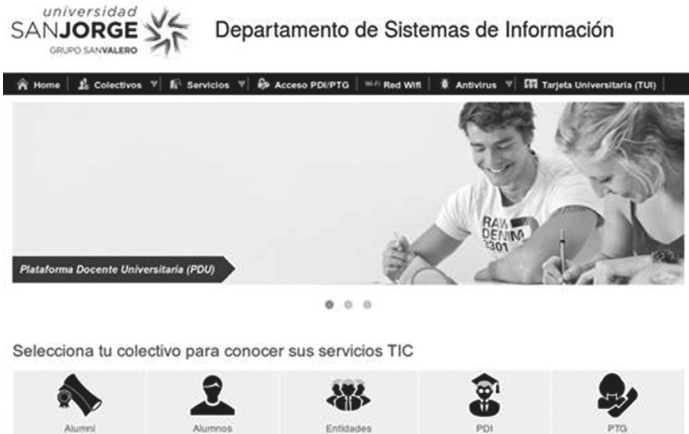 universidad
SANJORGE
GRUPO SANVALERO
Departamento de Sistemas de Información
Home Colectivos Servicios Acceso PDI/PTG Wi-Fi Red Wifi Antivirus Tarjeta Universitaria (TUI)
RAW
DENIM
Plataforma Docente Universitaria (PDU)
Selecciona tu colectivo para conocer sus servicios TIC
Alumni Alumnos Entidades PDI PTG